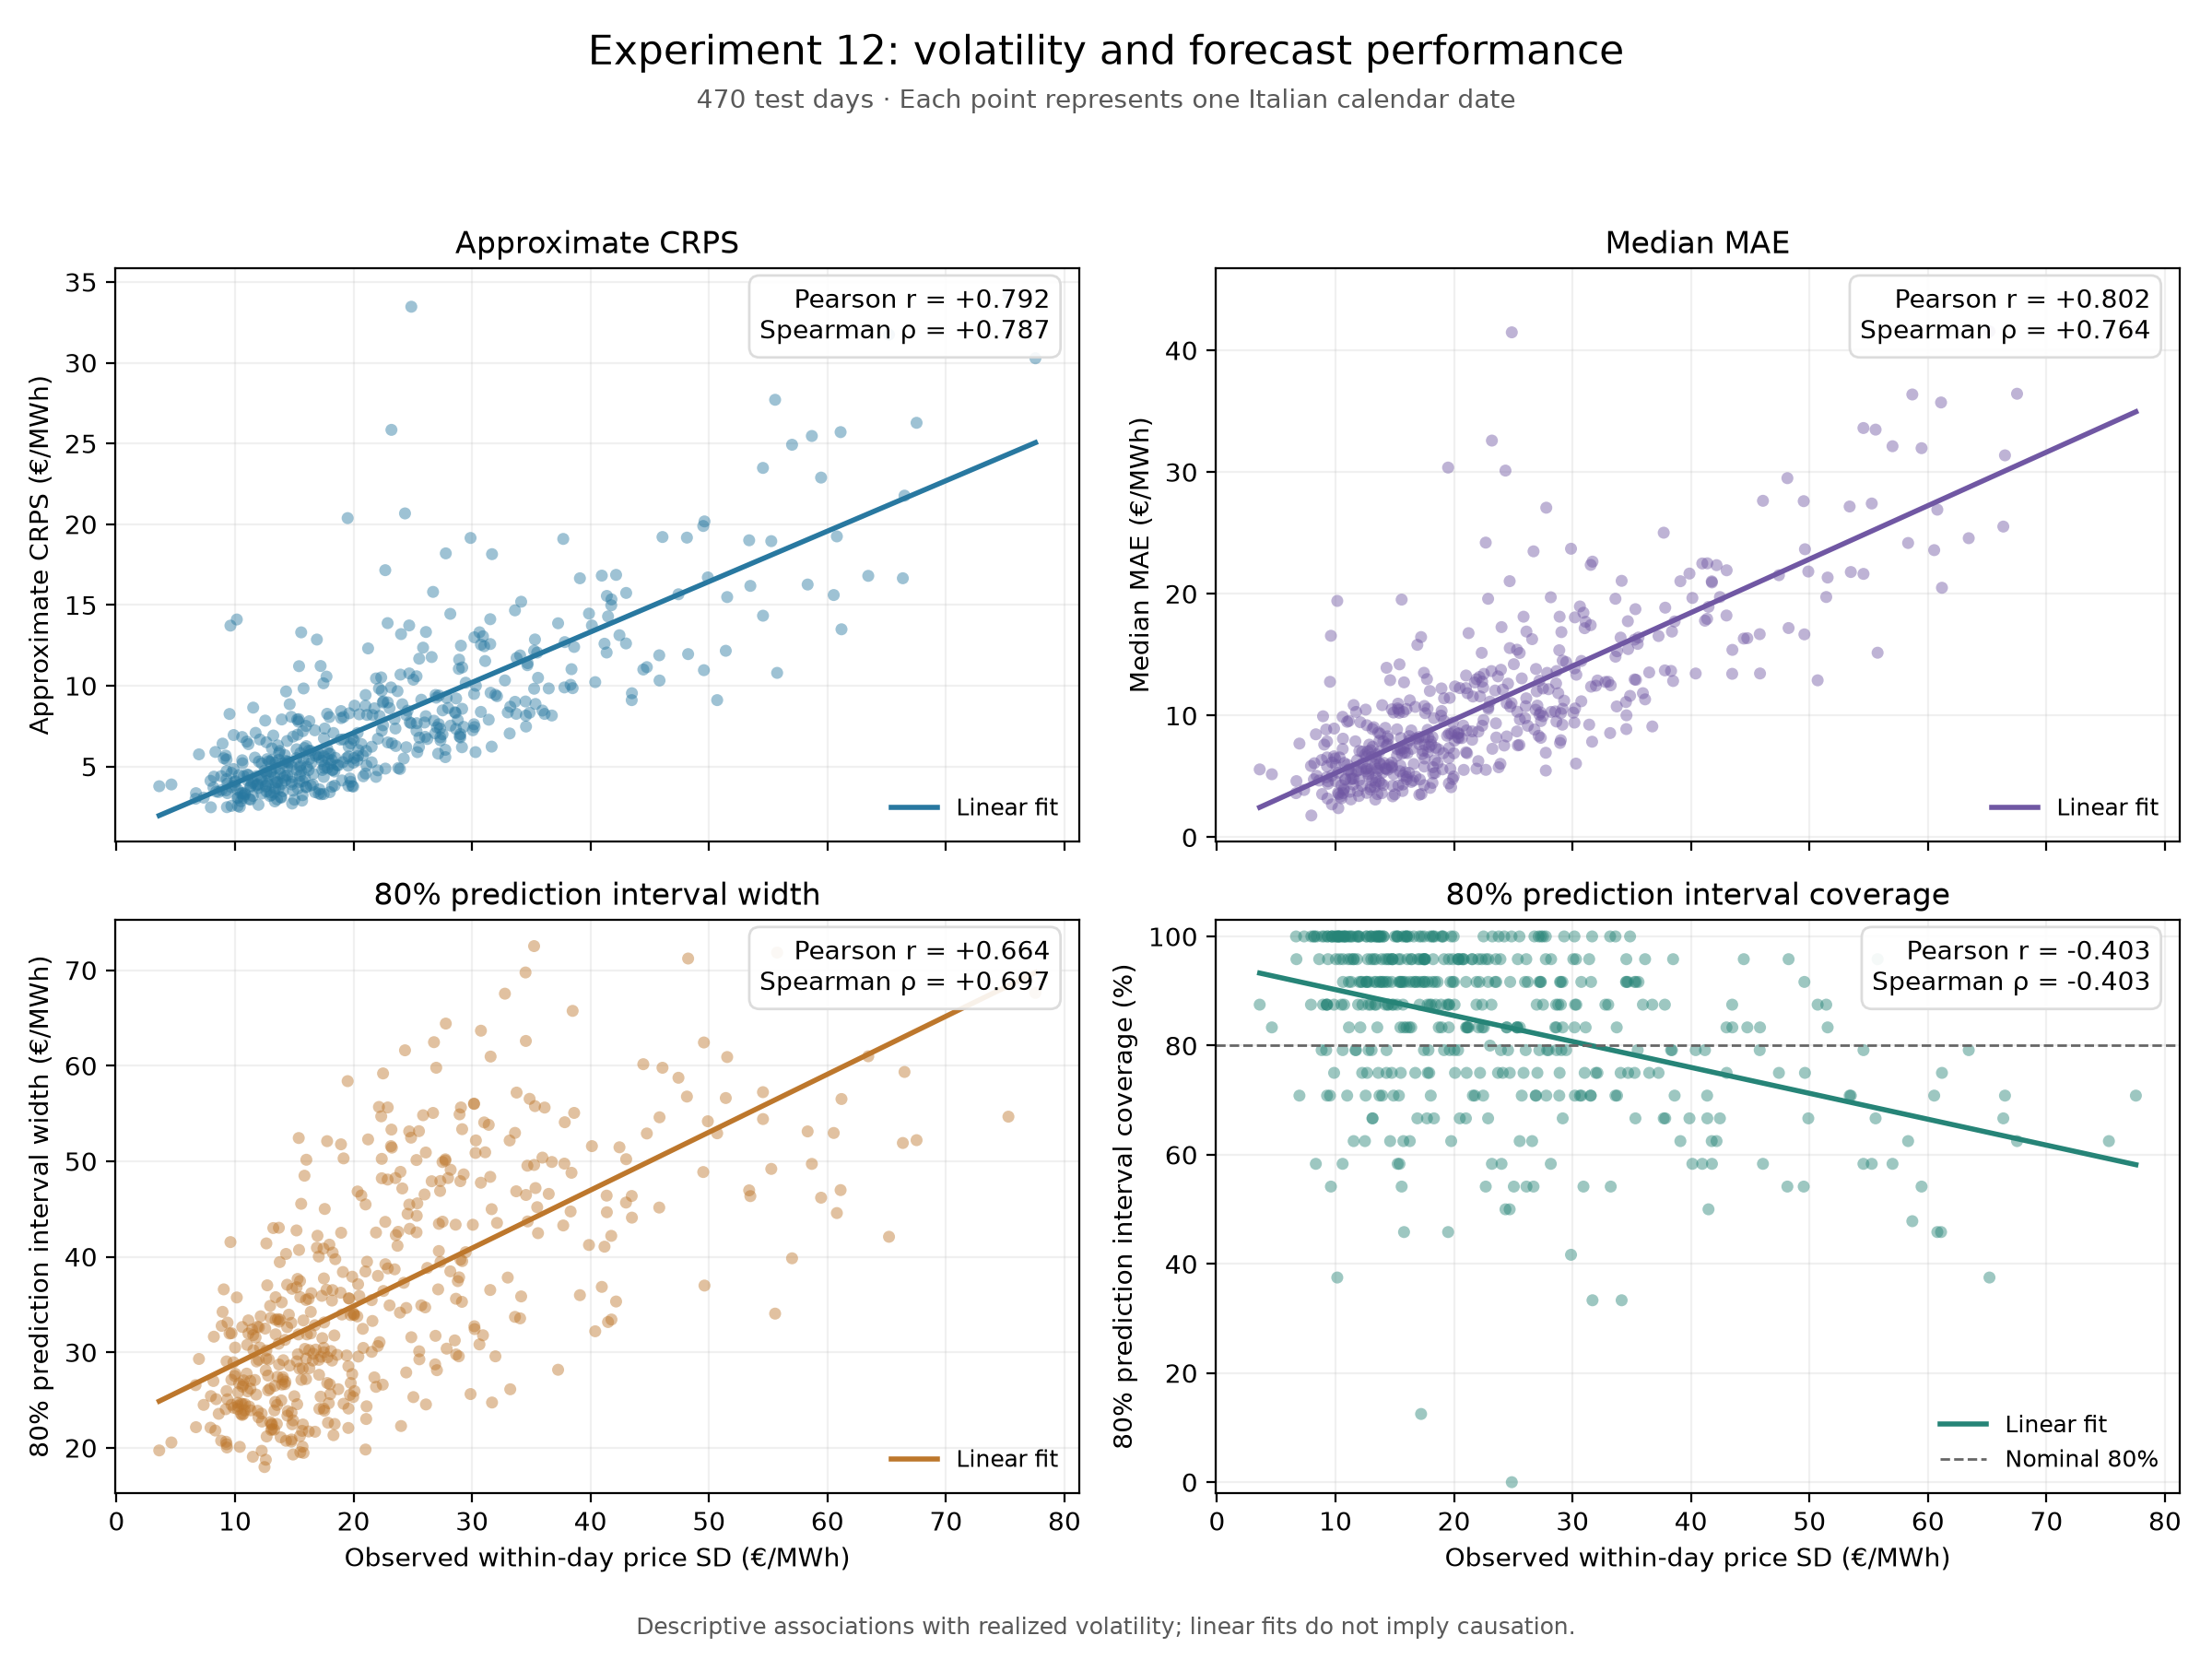 Experiment 12: volatility and forecast performance
470 test days · Each point represents one Italian calendar date
Approximate CRPS
Approximate CRPS (€/MWh)
35
30
25
20
15
10
5
Pearson r = +0.792
Spearman ρ = +0.787
Linear fit
Median MAE
Median MAE (€/MWh)
40
30
20
10
0
Pearson r = +0.802
Spearman ρ = +0.764
Linear fit
80% prediction interval width
80% prediction interval width (€/MWh)
70
60
50
40
30
20
Pearson r = +0.664
Spearman ρ = +0.697
Linear fit
0 10 20 30 40 50 60 70 80
Observed within-day price SD (€/MWh)
80% prediction interval coverage
80% prediction interval coverage (%)
100
80
60
40
20
0
Pearson r = -0.403
Spearman ρ = -0.403
Linear fit
Nominal 80%
0 10 20 30 40 50 60 70 80
Observed within-day price SD (€/MWh)
Descriptive associations with realized volatility; linear fits do not imply causation.